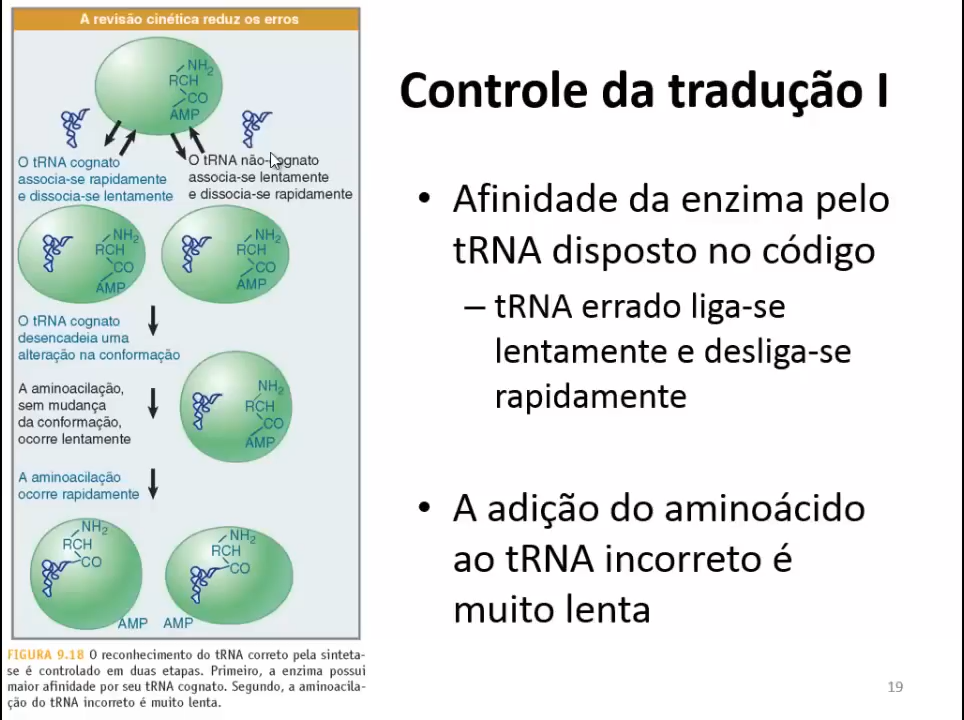 A revisão cinética reduz os erros
NH2
RCH
CO
AMP
O tRNA cognato
associa-se rapidamente
e dissocia-se lentamente
O tRNA não-cognato
associa-se lentamente
e dissocia-se rapidamente
NH2
RCH
CO
AMP
NH2
RCH
CO
AMP
O tRNA cognato
desencadeia uma
alteração na conformação
A aminoacilação,
sem mudança
da conformação,
ocorre lentamente
NH2
RCH
CO
AMP
A aminoacilação
ocorre rapidamente
NH2
RCH
CO
AMP
NH2
RCH
CO
AMP
FIGURA 9.18 O reconhecimento do tRNA correto pela sinteta-
se é controlado em duas etapas. Primeiro, a enzima possui
maior afinidade por seu tRNA cognato. Segundo, a aminoacila-
ção do tRNA incorreto é muito lenta.
Controle da tradução I
• Afinidade da enzima pelo
tRNA disposto no código
– tRNA errado liga-se
lentamente e desliga-se
rapidamente
• A adição do aminoácido
ao tRNA incorreto é
muito lenta
19